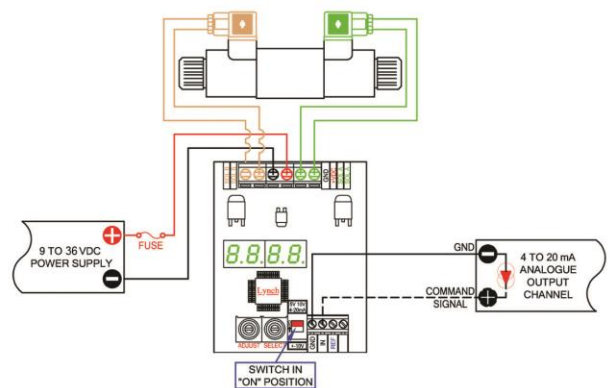 GND
9 TO 36 VDC
POWER SUPPLY
FUSE
8.8.8.8.
Lynch
5V 10V
4-20mA
ADJUST
SELECT
+-10V
GND
IN
REF
GND
COMMAND
SIGNAL
4 TO 20 mA
ANALOGUE
OUTPUT
CHANNEL
SWITCH IN
"ON" POSITION